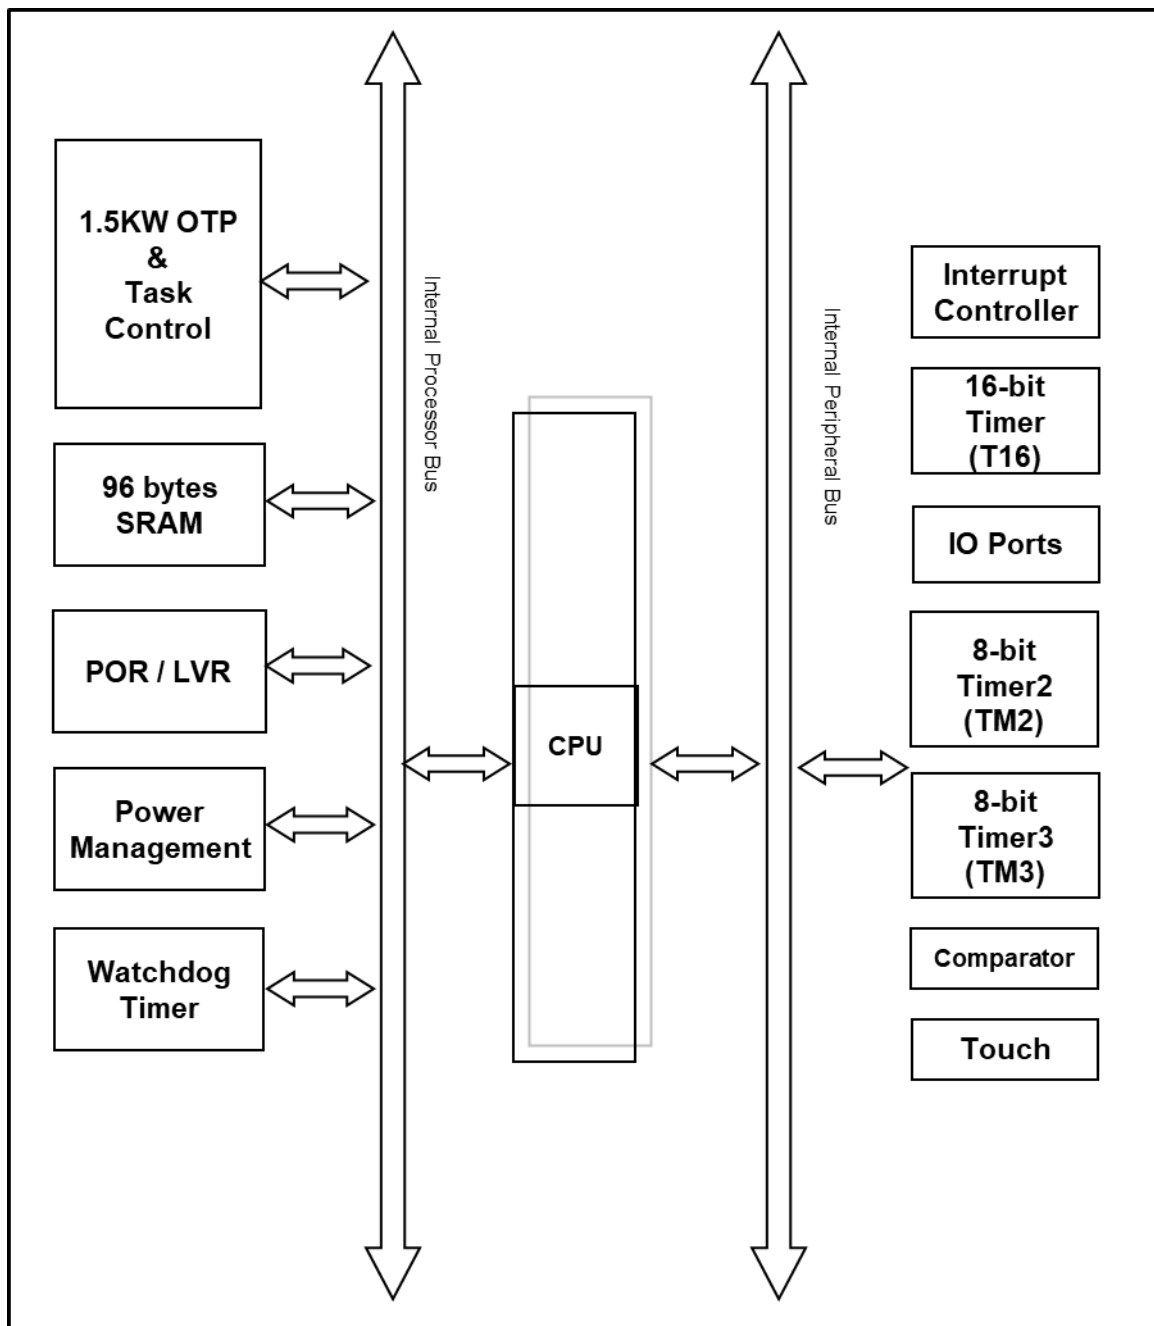 1.5KW OTP
&
Task
Control
96 bytes
SRAM
POR / LVR
Power
Management
Watchdog
Timer
Internal Processor Bus
CPU
Internal Peripheral Bus
Interrupt
Controller
16-bit
Timer
(T16)
IO Ports
8-bit
Timer2
(TM2)
8-bit
Timer3
(TM3)
Comparator
Touch